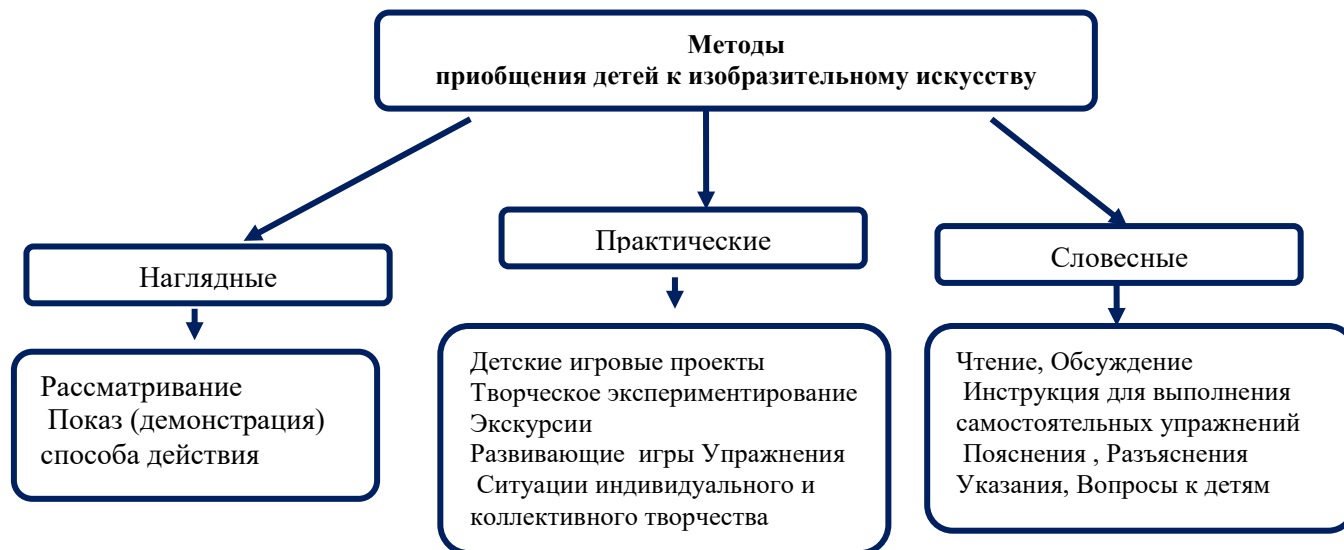 Методы
приобщения детей к изобразительному искусству
Наглядные
Практические
Словесные
Рассматривание
Показ (демонстрация)
способа действия
Детские игровые проекты
Творческое экспериментирование
Экскурсии
Развивающие игры Упражнения
Ситуации индивидуального и
коллективного творчества
Чтение, Обсуждение
Инструкция для выполнения
самостоятельных упражнений
Пояснения , Разъяснения
Указания, Вопросы к детям